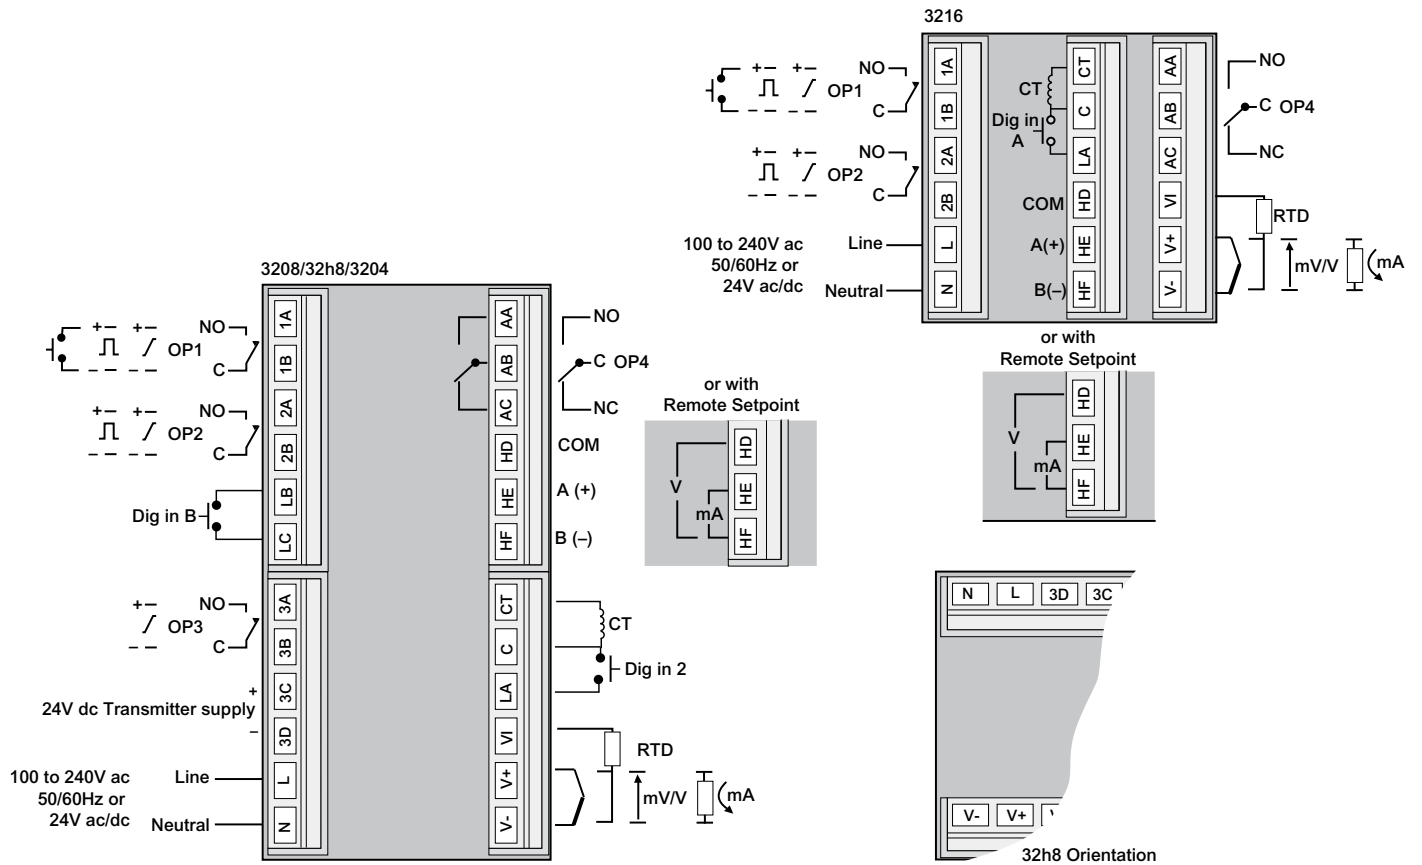 3216
NO
OP1
C
NO
OP2
C
100 to 240V ac
50/60Hz or
24V ac/dc
Line
Neutral
1A
1B
2A
2B
L
N
CT
Dig in
A
COM
A(+)
B(–)
CT
C
LA
HD
HE
HF
AA
AB
AC
VI
V+
V-
NO
C OP4
NC
RTD
mV/V
mA
or with
Remote Setpoint
V
mA
HD
HE
HF
3208/32h8/3204
NO
OP1
C
NO
OP2
C
Dig in B
NO
OP3
C
+
24V dc Transmitter supply
–
100 to 240V ac
50/60Hz or
24V ac/dc
Line
Neutral
1A
1B
2A
2B
LB
LC
3A
3B
3C
3D
L
N
AA
AB
AC
HD
HE
HF
CT
C
LA
VI
V+
V-
NO
C OP4
NC
COM
A (+)
B (–)
CT
Dig in 2
RTD
mV/V
mA
or with
Remote Setpoint
V
mA
HD
HE
HF
N L 3D 3C
V- V+
32h8 Orientation